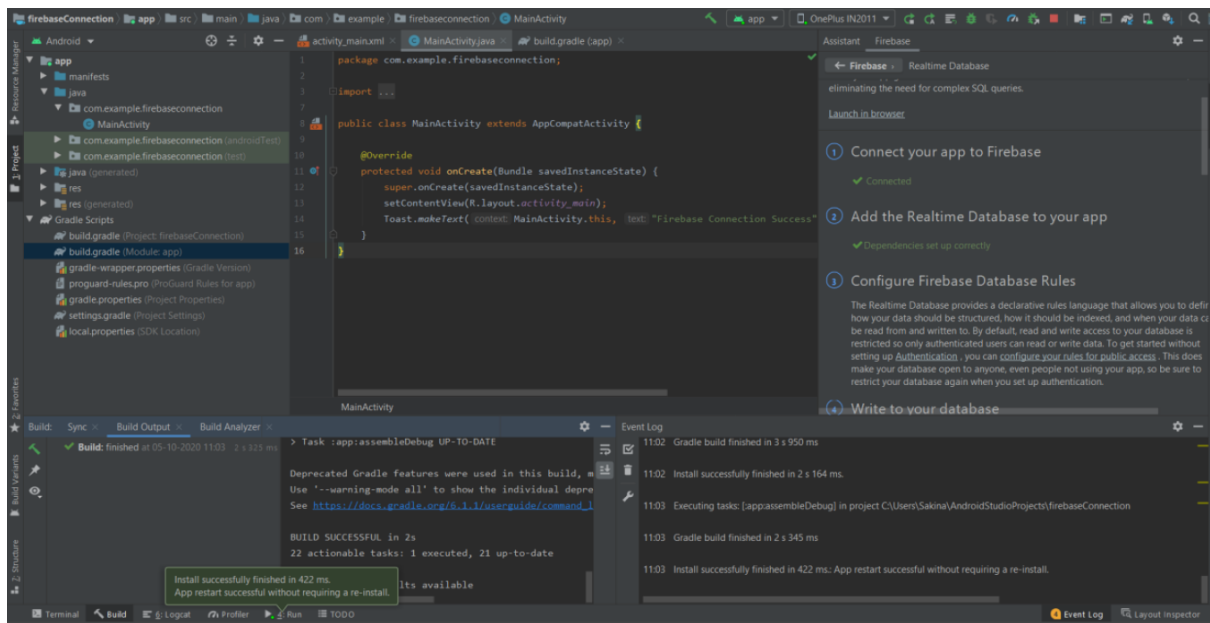 firebaseConnection app src main java com example firebaseconnection MainActivity
app
OnePlus IN2011
Android
activity_main.xml
MainActivity.java
build.gradle (:app)
Assistant Firebase
Resource Manager
1: Project
2: Favorites
Build Variants
2: Structure
app
manifests
java
com.example.firebaseconnection
MainActivity
com.example.firebaseconnection (androidTest)
com.example.firebaseconnection (test)
java (generated)
res
res (generated)
Gradle Scripts
build.gradle (Project: firebaseConnection)
build.gradle (Module: app)
gradle-wrapper.properties (Gradle Version)
proguard-rules.pro (ProGuard Rules for app)
gradle.properties (Project Properties)
settings.gradle (Project Settings)
local.properties (SDK Location)
1 package com.example.firebaseconnection;
2
3 import ...
7
8 public class MainActivity extends AppCompatActivity {
9
10 @Override
11 protected void onCreate(Bundle savedInstanceState) {
12 super.onCreate(savedInstanceState);
13 setContentView(R.layout.activity_main);
14 Toast.makeText( context: MainActivity.this, text: "Firebase Connection Success"
15 }
16 }
MainActivity
← Firebase › Realtime Database
eliminating the need for complex SQL queries.
Launch in browser
1 Connect your app to Firebase
Connected
2 Add the Realtime Database to your app
Dependencies set up correctly
3 Configure Firebase Database Rules
The Realtime Database provides a declarative rules language that allows you to defin
how your data should be structured, how it should be indexed, and when your data ca
be read from and written to. By default, read and write access to your database is
restricted so only authenticated users can read or write data. To get started without
setting up Authentication , you can configure your rules for public access . This does
make your database open to anyone, even people not using your app, so be sure to
restrict your database again when you set up authentication.
4 Write to your database
Build: Sync Build Output Build Analyzer
Build: finished at 05-10-2020 11:03 2 s 325 ms
> Task :app:assembleDebug UP-TO-DATE
Deprecated Gradle features were used in this build, m
Use '--warning-mode all' to show the individual depre
See https://docs.gradle.org/6.1.1/userguide/command_l
BUILD SUCCESSFUL in 2s
22 actionable tasks: 1 executed, 21 up-to-date
lts available
Install successfully finished in 422 ms.
App restart successful without requiring a re-install.
Event Log
11:02 Gradle build finished in 3 s 950 ms
11:02 Install successfully finished in 2 s 164 ms.
11:03 Executing tasks: [:app:assembleDebug] in project C:\Users\Sakina\AndroidStudioProjects\firebaseConnection
11:03 Gradle build finished in 2 s 345 ms
11:03 Install successfully finished in 422 ms.: App restart successful without requiring a re-install.
Terminal Build 6: Logcat Profiler 4: Run TODO
4 Event Log Layout Inspector